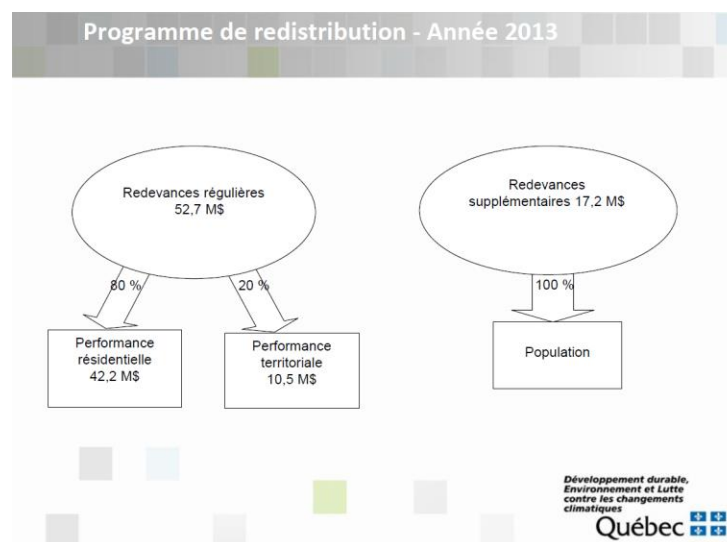 Programme de redistribution - Année 2013
Redevances régulières
52,7 M$
Redevances
supplémentaires 17,2 M$
80 %
20 %
100 %
Performance
résidentielle
42,2 M$
Performance
territoriale
10,5 M$
Population
Développement durable,
Environnement et Lutte
contre les changements
climatiques
Québec